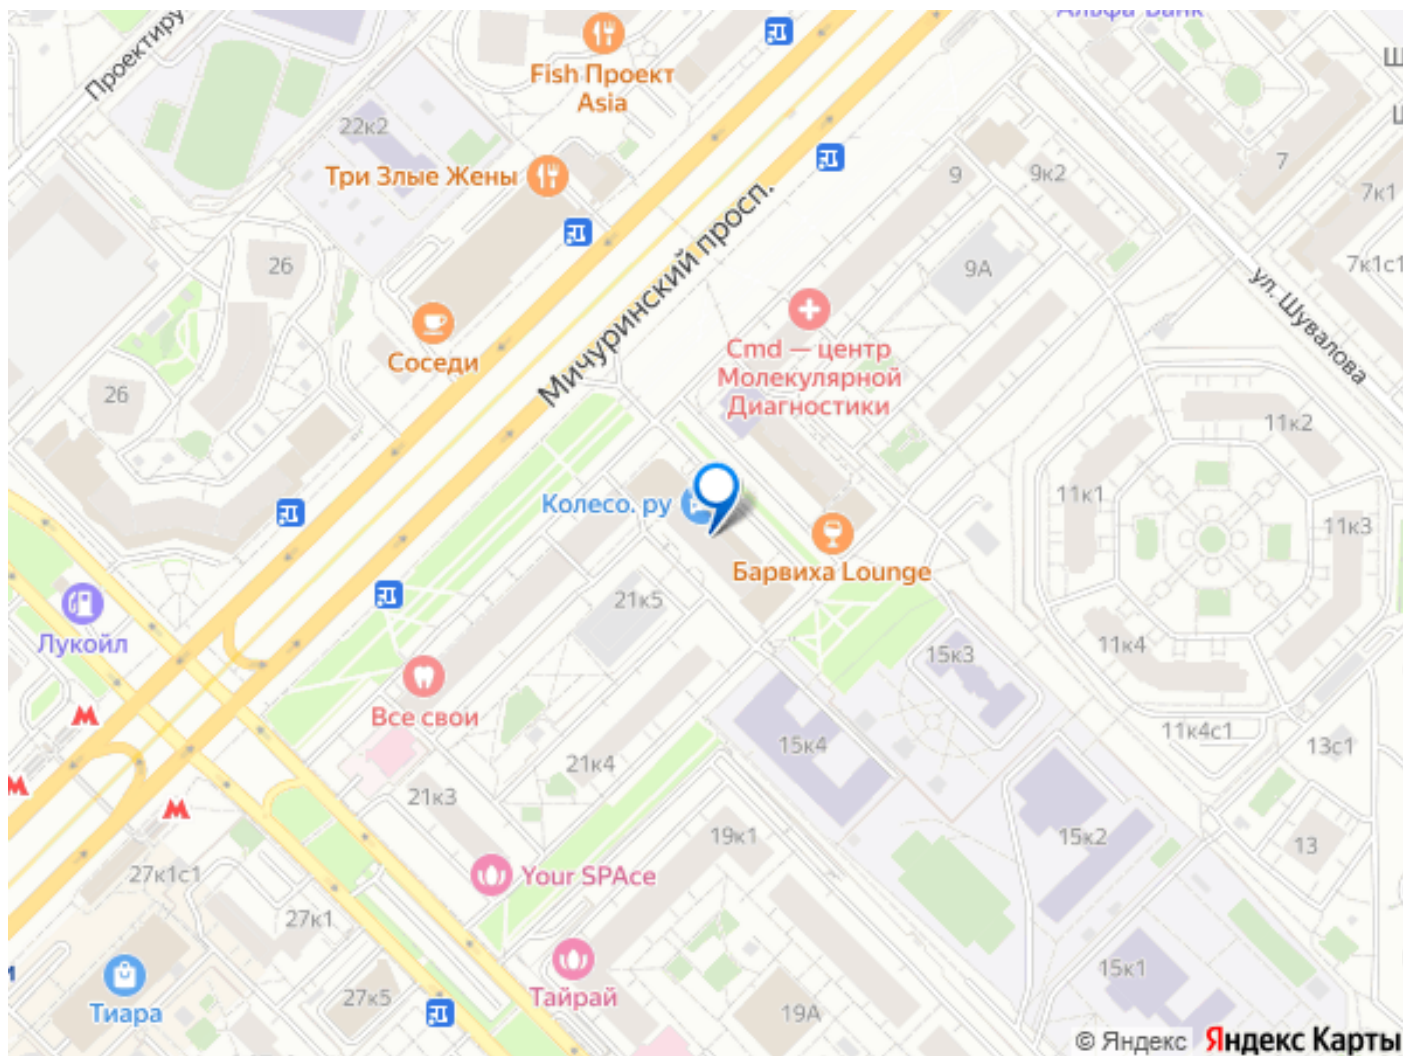 Альфа-Банк
Проектиру
Fish Проект
Asia
22к2
Три Злые Жены
9
9к2
7
7к1
26
9А
7к1с1
Мичуринский просп.
ул. Шувалова
Cmd — центр
Молекулярной
Диагностики
Соседи
26
11к2
11к1
Колесо. ру
11к3
Барвиха Lounge
21к5
Лукойл
11к4
15к3
Все свои
15к4
11к4с1
13с1
21к4
21к3
19к1
15к2
13
27к1с1
Your SPAce
27к1
15к1
Тайрай
27к5
Тиара
19А
© Яндекс Яндекс Карты